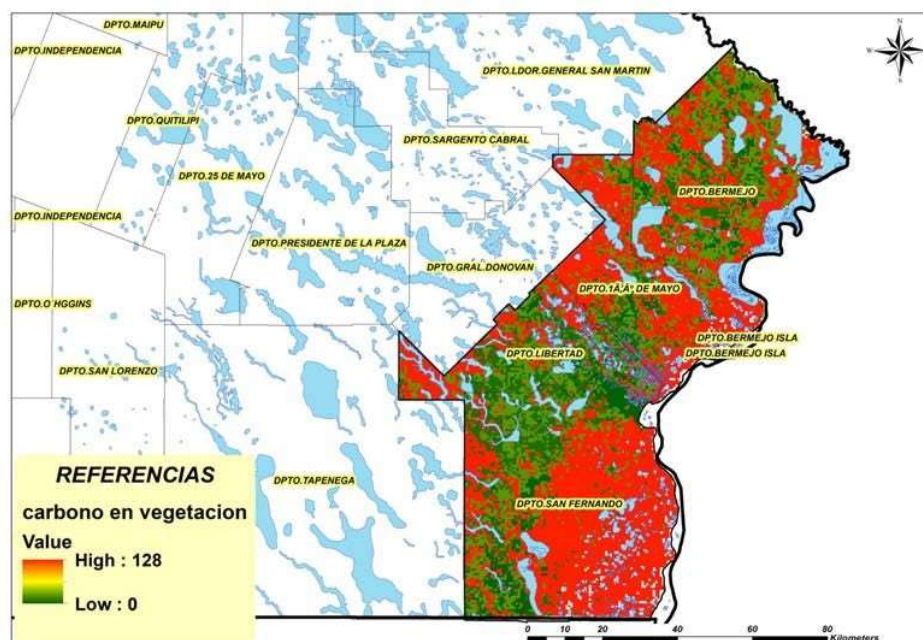 DPTO.MAIPU
DPTO.INDEPENDENCIA
DPTO.LDOR.GENERAL SAN MARTIN
N
W
E
S
DPTO.QUITILIPI
DPTO.SARGENTO CABRAL
DPTO.25 DE MAYO
DPTO.BERMEJO
DPTO.INDEPENDENCIA
DPTO.PRESIDENTE DE LA PLAZA
DPTO.GRAL.DONOVAN
DPTO.1Ã‚Âº DE MAYO
DPTO.O´HGGINS
DPTO.BERMEJO ISLA
DPTO.BERMEJO ISLA
DPTO.LIBERTAD
DPTO.SAN LORENZO
DPTO.TAPENEGA
DPTO.SAN FERNANDO
REFERENCIAS
carbono en vegetacion
Value
High : 128
Low : 0
0 10 20 40 60 80
Kilometers